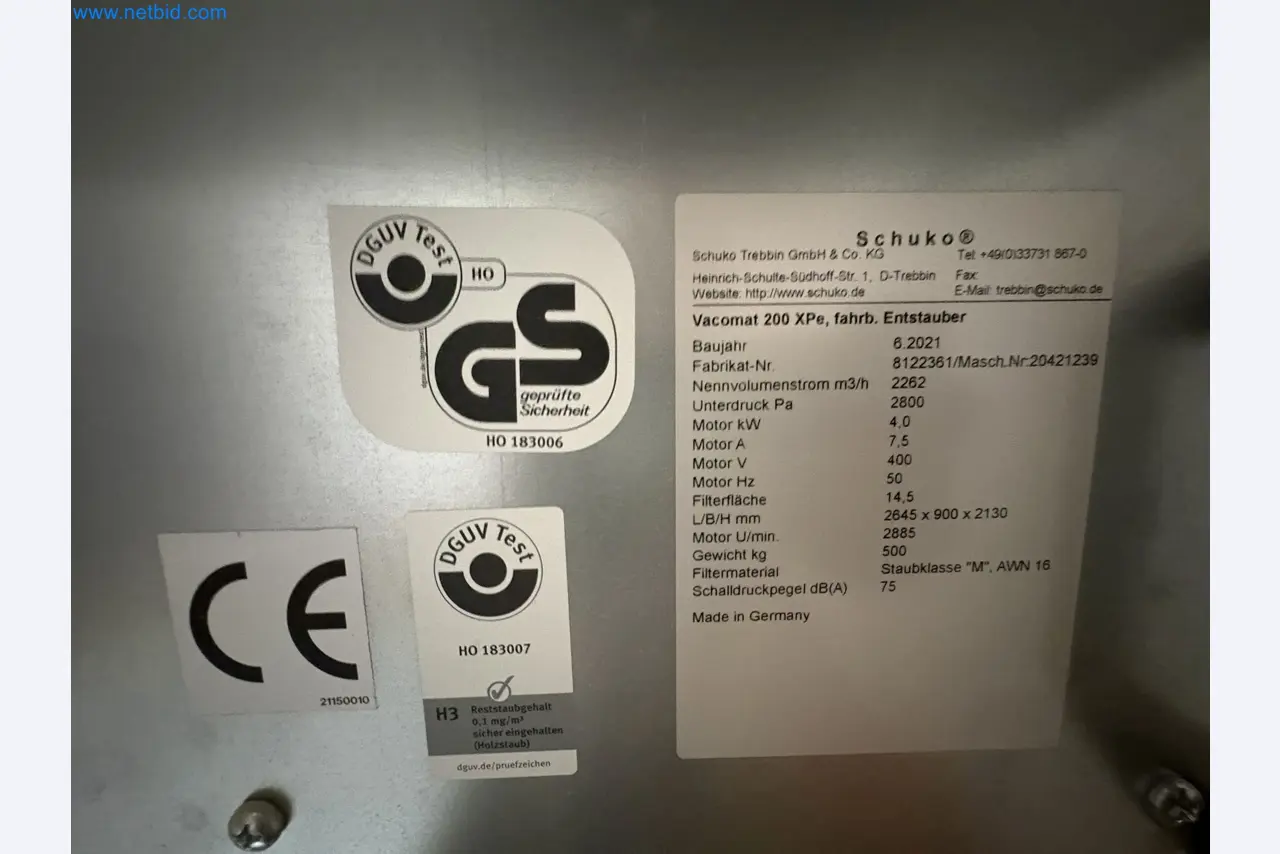 www.netbid.com
DGUV Test
HO
GS
geprüfte
Sicherheit
HO 183006
CE
21150010
DGUV Test
HO 183007
H3 Reststaubgehalt
0,1 mg/m³
sicher eingehalten
(Holzstaub)
dguv.de/pruefzeichen
Schuko®
Schuko Trebbin GmbH & Co. KG Tel: +49(0)33731 867-0
Heinrich-Schulte-Südhoff-Str. 1, D-Trebbin Fax:
Website: http://www.schuko.de E-Mail: trebbin@schuko.de
Vacomat 200 XPe, fahrb. Entstauber
Baujahr 6.2021
Fabrikat-Nr. 8122361/Masch.Nr:20421239
Nennvolumenstrom m3/h 2262
Unterdruck Pa 2800
Motor kW 4,0
Motor A 7,5
Motor V 400
Motor Hz 50
Filterfläche 14,5
L/B/H mm 2645 x 900 x 2130
Motor U/min. 2885
Gewicht kg 500
Filtermaterial Staubklasse "M", AWN 16
Schalldruckpegel dB(A) 75
Made in Germany